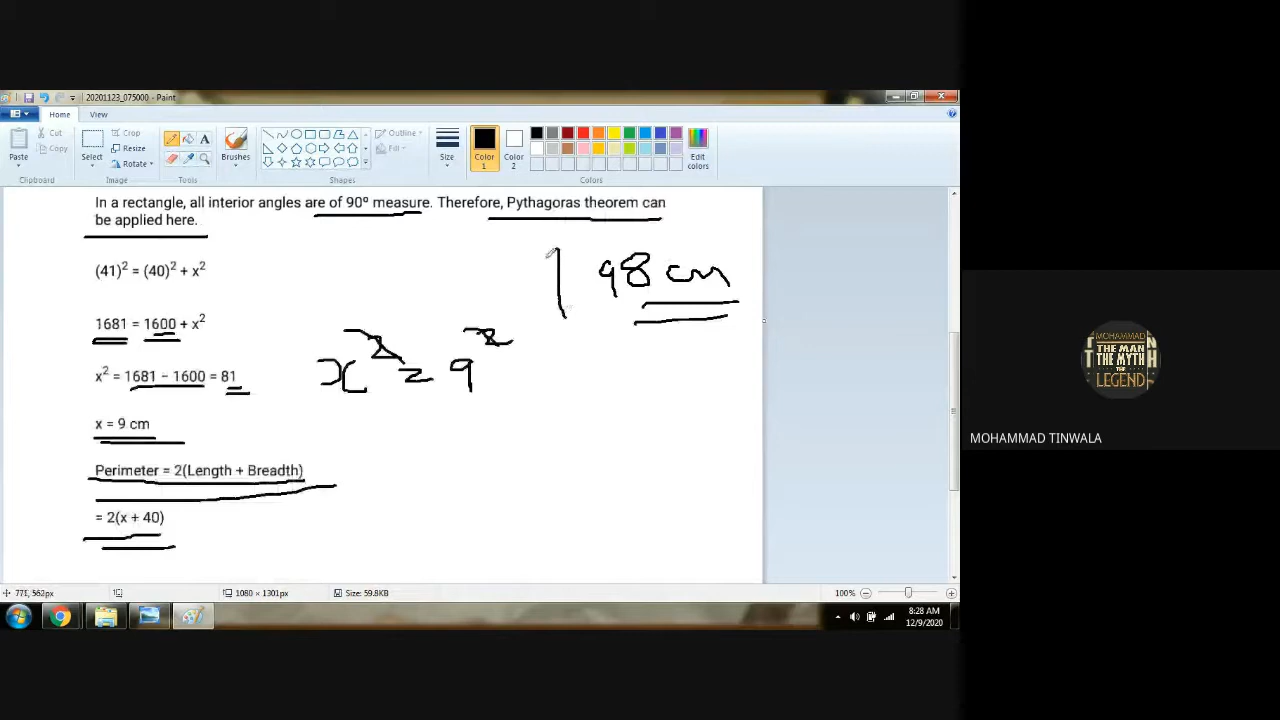 20201123_075000 - Paint
Home
View
Paste
Cut
Copy
Clipboard
Select
Crop
Resize
Rotate
Image
A
Tools
Brushes
Outline
Fill
Shapes
Size
Color 1
Color 2
Edit colors
Colors
In a rectangle, all interior angles are of 90º measure. Therefore, Pythagoras theorem can
be applied here.
(41)² = (40)² + x²
98 cm
1681 = 1600 + x²
x² = 1681 − 1600 = 81
x² = 9²
x = 9 cm
Perimeter = 2(Length + Breadth)
= 2(x + 40)
MOHAMMAD
THE MAN
THE MYTH
THE
LEGEND
MOHAMMAD TINWALA
771, 562px
1080 × 1301px
Size: 59.8KB
100%
8:28 AM
12/9/2020